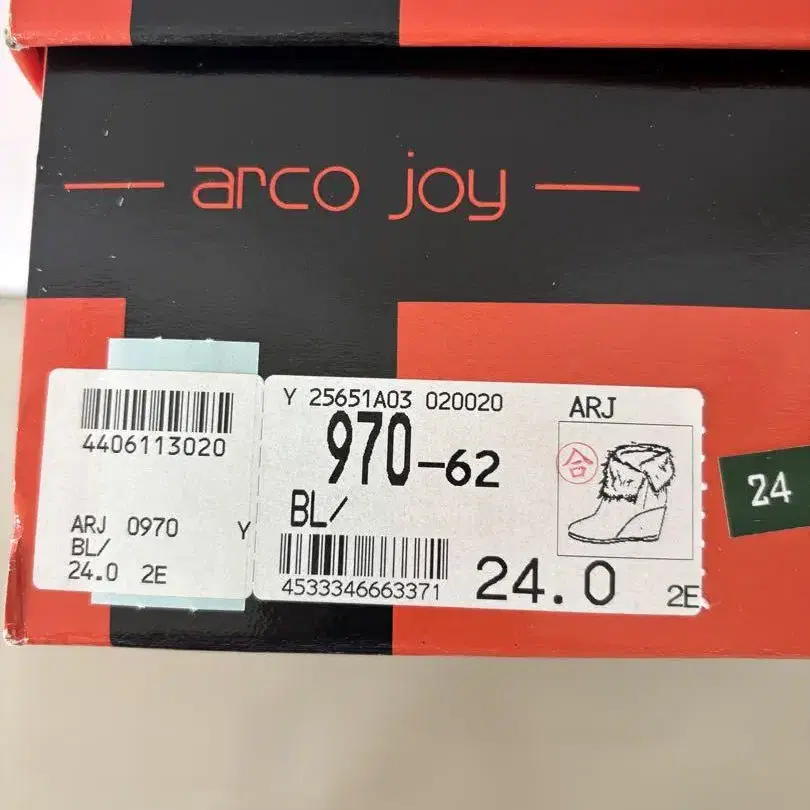 arco joy
4406113020
ARJ 0970 Y
BL/
24.0 2E
Y 25651A03 020020
970-62
BL/
4533346663371
ARJ
合
24.0 2E
24